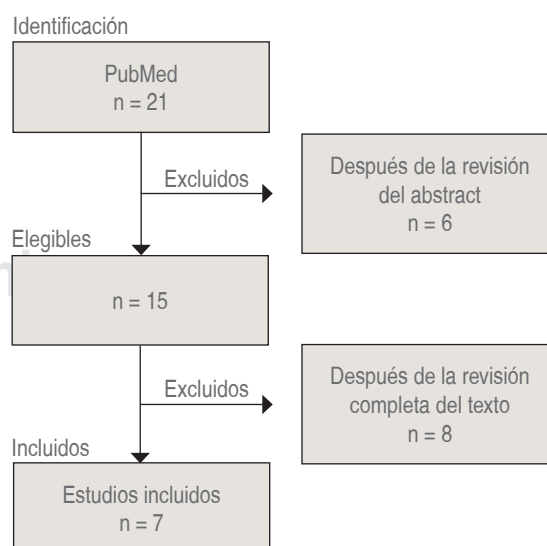 Identificación
PubMed
n = 21
Excluidos
Después de la revisión
del abstract
n = 6
Elegibles
n = 15
Excluidos
Después de la revisión
completa del texto
n = 8
Incluidos
Estudios incluidos
n = 7